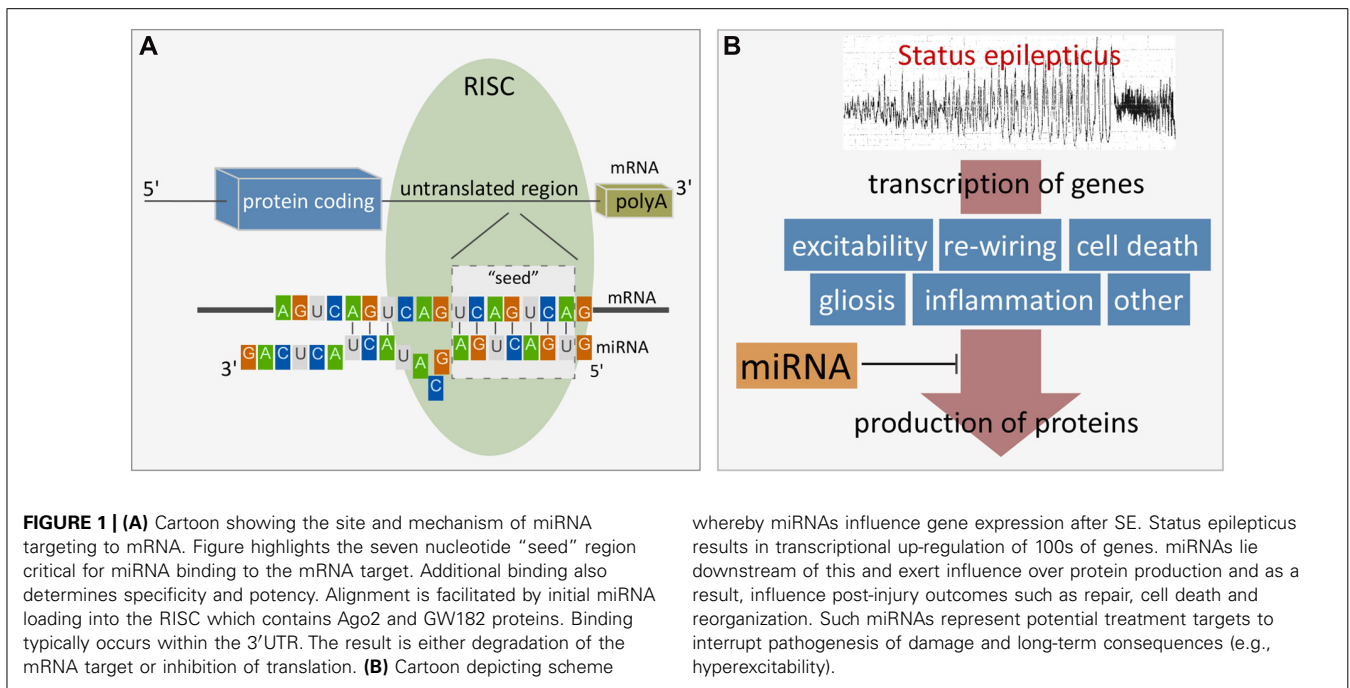 A
RISC
mRNA
5' protein coding untranslated region polyA 3'
"seed"
AGUCAGUCAGUCAGUCAG mRNA
3' GACUCAUCAUACGAGUCAGUG miRNA
5'
B
Status epilepticus
transcription of genes
excitability re-wiring cell death
gliosis inflammation other
miRNA
production of proteins
FIGURE 1 | (A) Cartoon showing the site and mechanism of miRNA
targeting to mRNA. Figure highlights the seven nucleotide "seed" region
critical for miRNA binding to the mRNA target. Additional binding also
determines specificity and potency. Alignment is facilitated by initial miRNA
loading into the RISC which contains Ago2 and GW182 proteins. Binding
typically occurs within the 3′UTR. The result is either degradation of the
mRNA target or inhibition of translation. (B) Cartoon depicting scheme
whereby miRNAs influence gene expression after SE. Status epilepticus
results in transcriptional up-regulation of 100s of genes. miRNAs lie
downstream of this and exert influence over protein production and as a
result, influence post-injury outcomes such as repair, cell death and
reorganization. Such miRNAs represent potential treatment targets to
interrupt pathogenesis of damage and long-term consequences (e.g.,
hyperexcitability).